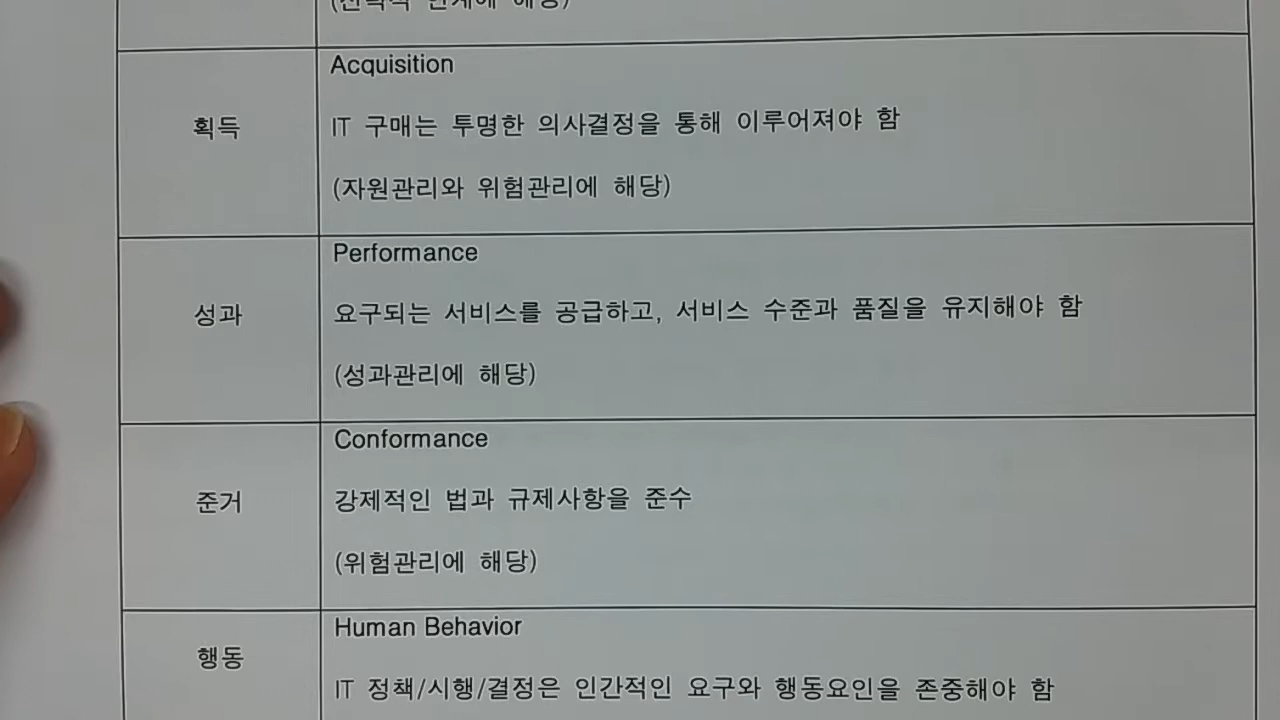 Acquisition
획득
IT 구매는 투명한 의사결정을 통해 이루어져야 함
(자원관리와 위험관리에 해당)
Performance
성과
요구되는 서비스를 공급하고, 서비스 수준과 품질을 유지해야 함
(성과관리에 해당)
Conformance
준거
강제적인 법과 규제사항을 준수
(위험관리에 해당)
Human Behavior
행동
IT 정책/시행/결정은 인간적인 요구와 행동요인을 존중해야 함